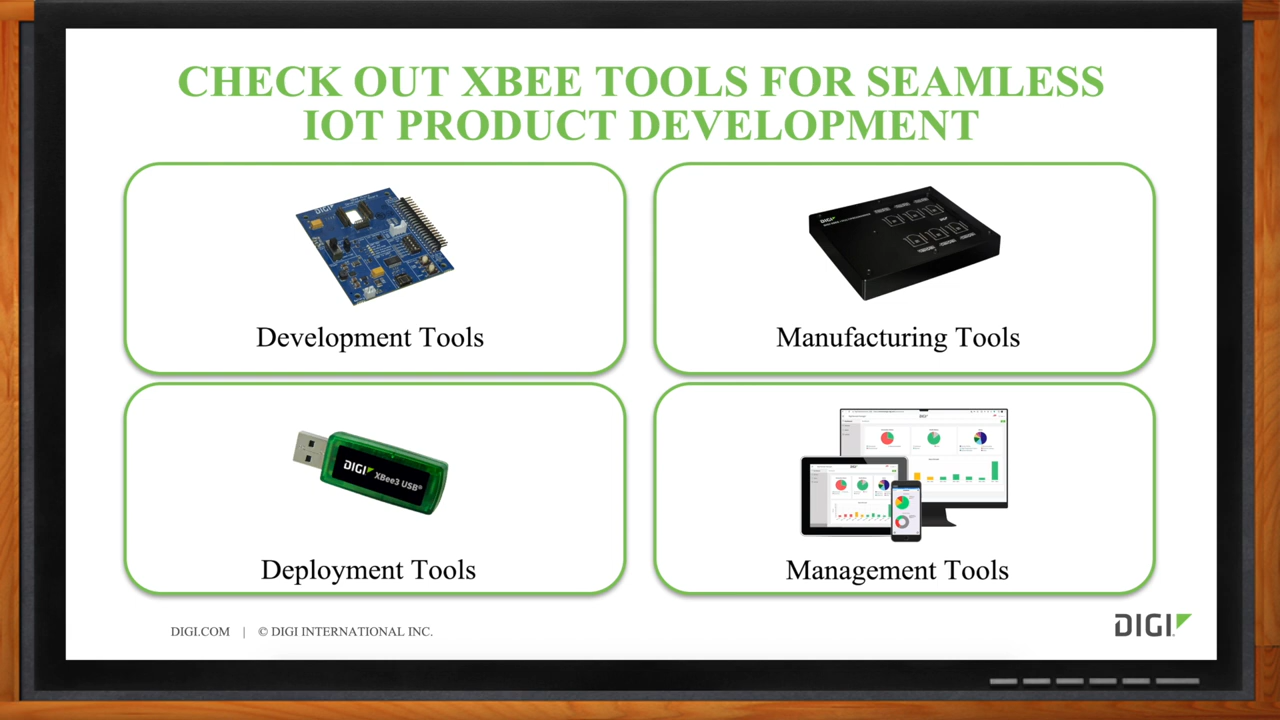 CHECK OUT XBEE TOOLS FOR SEAMLESS
IOT PRODUCT DEVELOPMENT
DIGI
Development Tools
DIGI
Manufacturing Tools
DIGI XBee3 USB®
Deployment Tools
Management Tools
DIGI.COM | © DIGI INTERNATIONAL INC.
DIGI